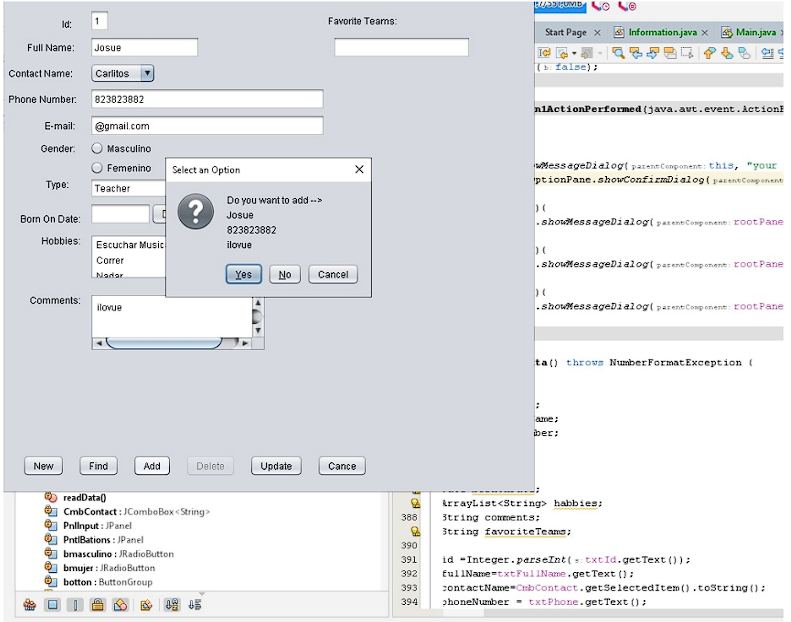 Id:
1
Favorite Teams:
Full Name:
Josue
Contact Name:
Carlitos
Phone Number:
823823882
E-mail:
@gmail.com
Gender:
Masculino
Femenino
Type:
Teacher
Born On Date:
Hobbies:
Escuchar Music
Correr
Nadar
Comments:
ilovue
Select an Option
Do you want to add -->
Josue
823823882
ilovue
Yes
No
Cancel
New
Find
Add
Delete
Update
Cance
Start Page
Information.java
Main.java
( b: false);
n1ActionPerformed(java.awt.event.Action
wMessageDialog( parentComponent: this, "your
ptionPane.showConfirmDialog( parentComponent
){
.showMessageDialog( parentComponent: rootPane
){
.showMessageDialog( parentComponent: rootPane
){
.showMessageDialog( parentComponent: rootPane
ta() throws NumberFormatException {
;
ame;
ber;
ArrayList<String> habbies;
388 String comments;
String favoriteTeams;
390
391 id =Integer.parseInt( s: txtId.getText());
392 fullName=txtFullName.getText();
393 contactName=CmbContact.getSelectedItem().toString();
394 phoneNumber = txtPhone.getText();
readData()
CmbContact : JComboBox<String>
PnlInput : JPanel
PntlBations : JPanel
bmasculino : JRadioButton
bmujer : JRadioButton
botton : ButtonGroup